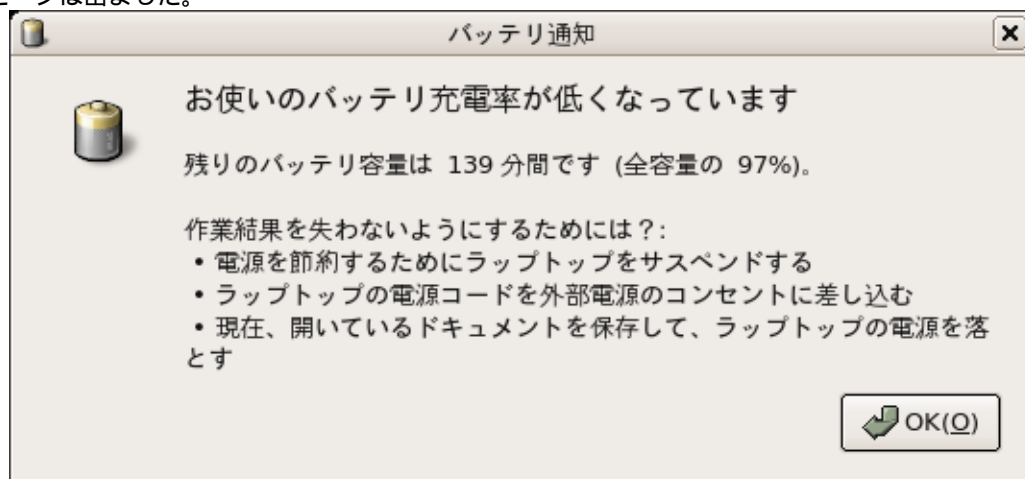 は出ました。
バッテリ通知
お使いのバッテリ充電率が低くなっています
残りのバッテリ容量は 139 分間です (全容量の 97%)。
作業結果を失わないようにするためには？:
• 電源を節約するためにラップトップをサスペンドする
• ラップトップの電源コードを外部電源のコンセントに差し込む
• 現在、開いているドキュメントを保存して、ラップトップの電源を落
とす
OK(O)